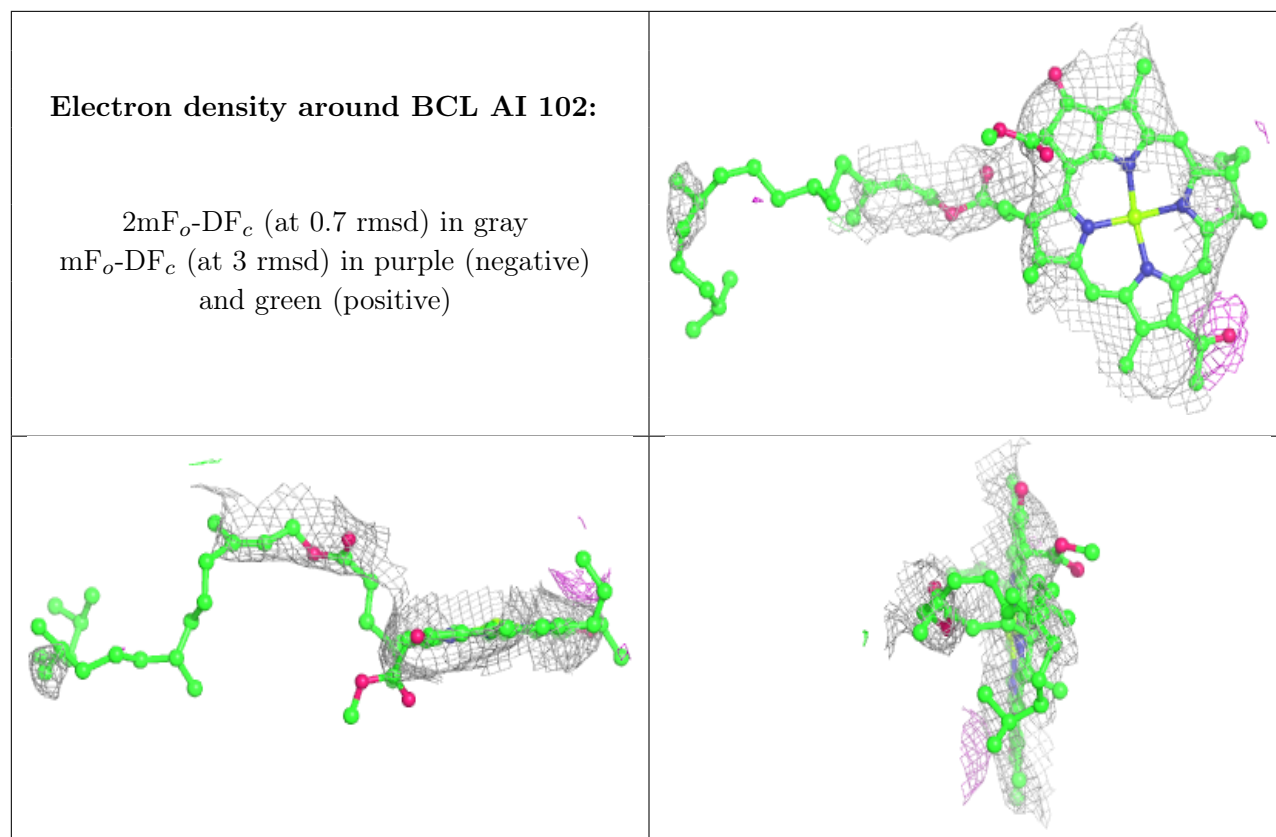 Electron density around BCL AI 102:
2mFo-DFc (at 0.7 rmsd) in gray
mFo-DFc (at 3 rmsd) in purple (negative)
and green (positive)